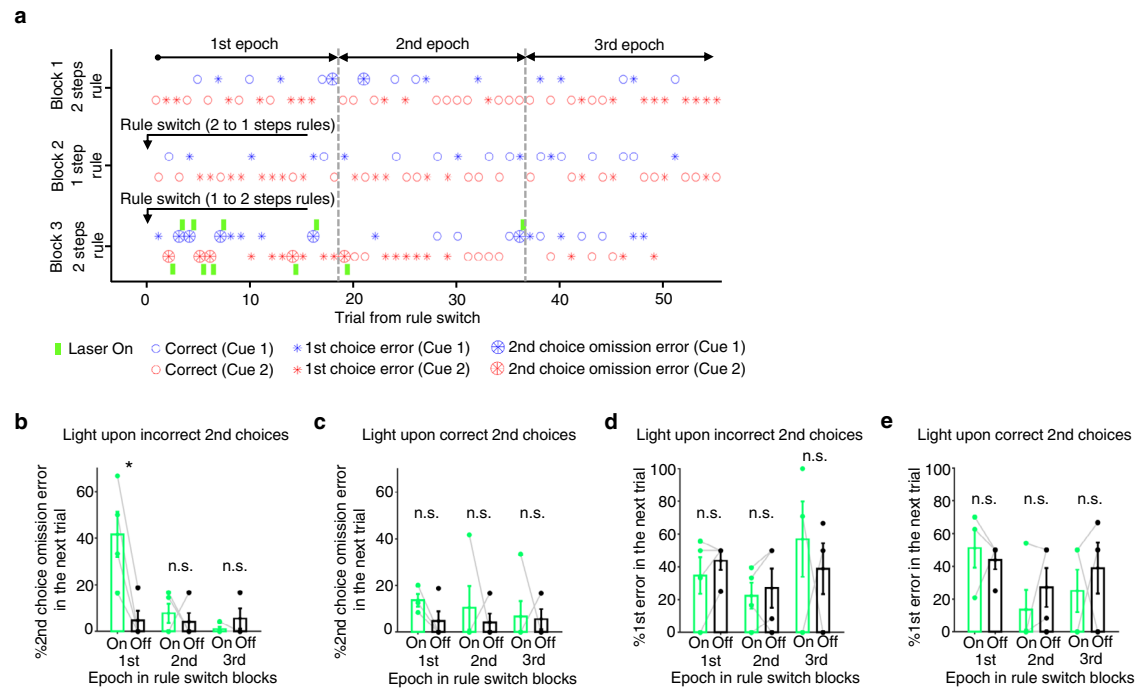 a
1st epoch
2nd epoch
3rd epoch
Block 1
2 steps
rule
Rule switch (2 to 1 steps rules)
Block 2
1 step
rule
Rule switch (1 to 2 steps rules)
Block 3
2 steps
rule
0 10 20 30 40 50
Trial from rule switch
Laser On
Correct (Cue 1)
1st choice error (Cue 1)
2nd choice omission error (Cue 1)
Correct (Cue 2)
1st choice error (Cue 2)
2nd choice omission error (Cue 2)
b
Light upon incorrect 2nd choices
%2nd choice omission error
in the next trial
60
40
20
0
*
n.s.
n.s.
On Off On Off On Off
1st 2nd 3rd
Epoch in rule switch blocks
c
Light upon correct 2nd choices
%2nd choice omission error
in the next trial
60
40
20
0
n.s.
n.s.
n.s.
On Off On Off On Off
1st 2nd 3rd
Epoch in rule switch blocks
d
Light upon incorrect 2nd choices
%1st error in the next trial
100
80
60
40
20
0
n.s.
n.s.
n.s.
On Off On Off On Off
1st 2nd 3rd
Epoch in rule switch blocks
e
Light upon correct 2nd choices
%1st error in the next trial
100
80
60
40
20
0
n.s.
n.s.
n.s.
On Off On Off On Off
1st 2nd 3rd
Epoch in rule switch blocks